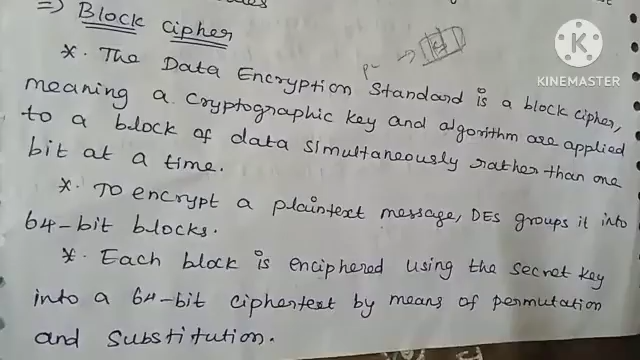 ⇒ Block Cipher
*. The Data Encryption Standard is a block cipher,
meaning a cryptographic key and algorithm are applied
to a block of data simultaneously rather than one
bit at a time.
*. To encrypt a plaintext message, DES groups it into
64-bit blocks.
*. Each block is enciphered using the secret key
into a 64-bit ciphertext by means of permutation
and substitution.
K
KINEMASTER